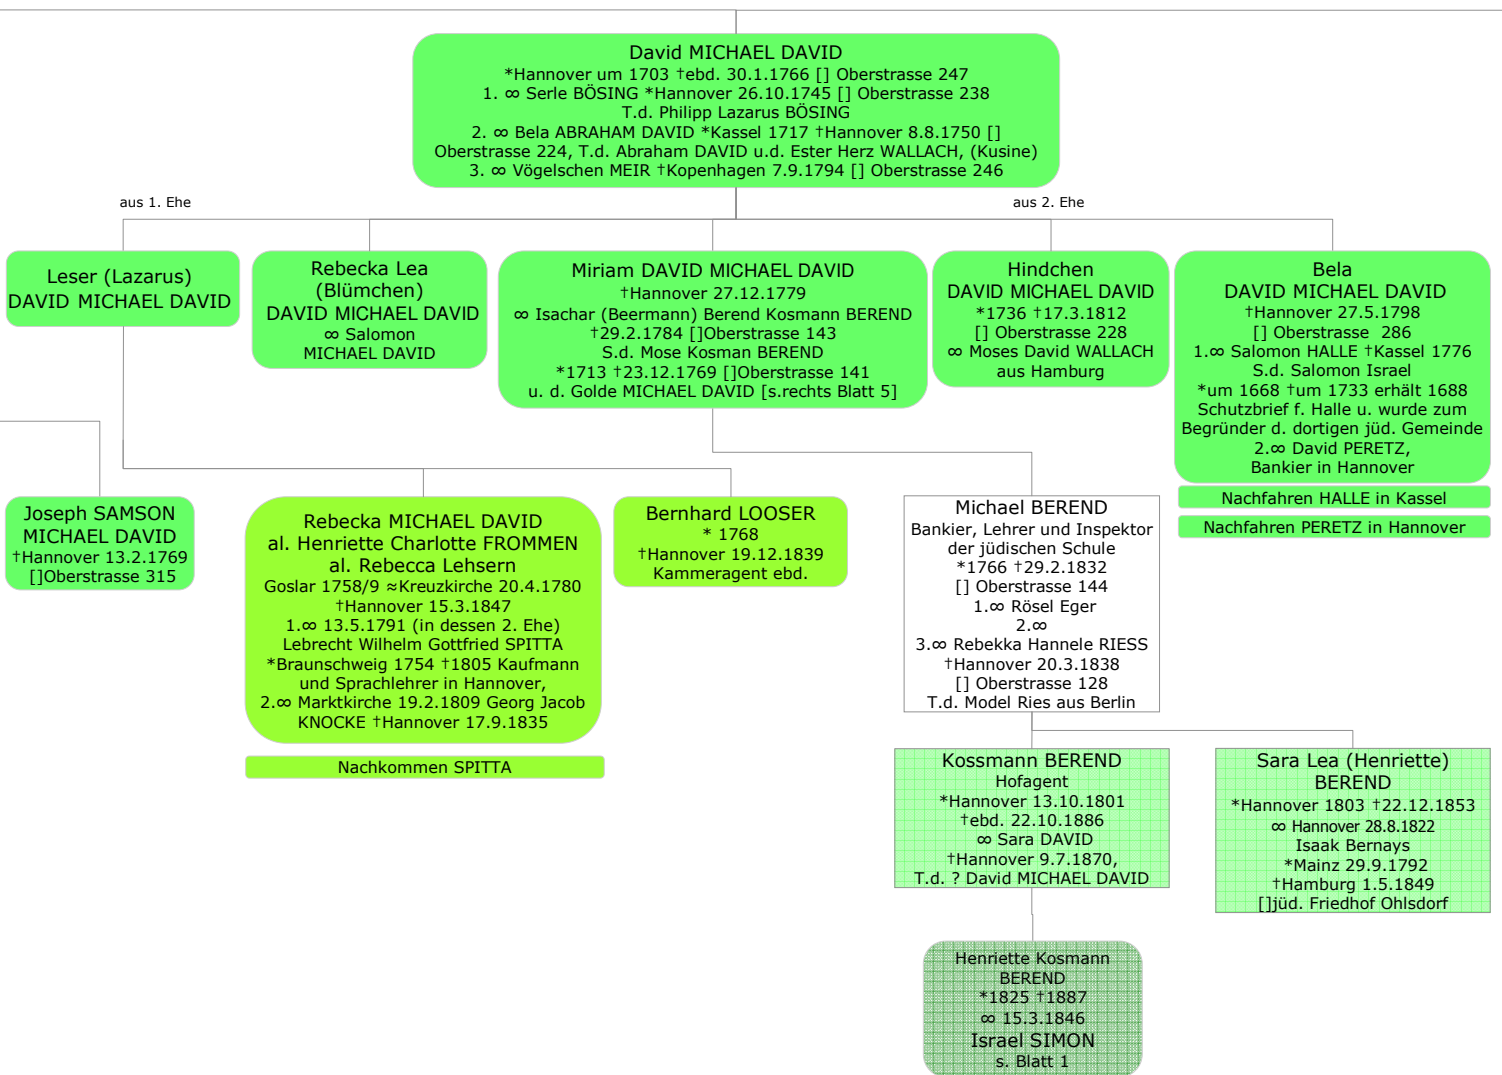 David MICHAEL DAVID
*Hannover um 1703 †ebd. 30.1.1766 [] Oberstrasse 247
1. ∞ Serle BÖSING *Hannover 26.10.1745 [] Oberstrasse 238
T.d. Philipp Lazarus BÖSING
2. ∞ Bela ABRAHAM DAVID *Kassel 1717 †Hannover 8.8.1750 []
Oberstrasse 224, T.d. Abraham DAVID u.d. Ester Herz WALLACH, (Kusine)
3. ∞ Vögelschen MEIR †Kopenhagen 7.9.1794 [] Oberstrasse 246
aus 1. Ehe
aus 2. Ehe
Leser (Lazarus)
DAVID MICHAEL DAVID
Rebecka Lea
(Blümchen)
DAVID MICHAEL DAVID
∞ Salomon
MICHAEL DAVID
Miriam DAVID MICHAEL DAVID
†Hannover 27.12.1779
∞ Isachar (Beermann) Berend Kosmann BEREND
†29.2.1784 []Oberstrasse 143
S.d. Mose Kosman BEREND
*1713 †23.12.1769 []Oberstrasse 141
u. d. Golde MICHAEL DAVID [s.rechts Blatt 5]
Hindchen
DAVID MICHAEL DAVID
*1736 †17.3.1812
[] Oberstrasse 228
∞ Moses David WALLACH
aus Hamburg
Bela
DAVID MICHAEL DAVID
†Hannover 27.5.1798
[] Oberstrasse 286
1.∞ Salomon HALLE †Kassel 1776
S.d. Salomon Israel
*um 1668 †um 1733 erhält 1688
Schutzbrief f. Halle u. wurde zum
Begründer d. dortigen jüd. Gemeinde
2.∞ David PERETZ,
Bankier in Hannover
Nachfahren HALLE in Kassel
Nachfahren PERETZ in Hannover
Joseph SAMSON
MICHAEL DAVID
†Hannover 13.2.1769
[]Oberstrasse 315
Rebecka MICHAEL DAVID
al. Henriette Charlotte FROMMEN
al. Rebecca Lehsern
Goslar 1758/9 ≈Kreuzkirche 20.4.1780
†Hannover 15.3.1847
1.∞ 13.5.1791 (in dessen 2. Ehe)
Lebrecht Wilhelm Gottfried SPITTA
*Braunschweig 1754 †1805 Kaufmann
und Sprachlehrer in Hannover,
2.∞ Marktkirche 19.2.1809 Georg Jacob
KNOCKE †Hannover 17.9.1835
Nachkommen SPITTA
Bernhard LOOSER
* 1768
†Hannover 19.12.1839
Kammeragent ebd.
Michael BEREND
Bankier, Lehrer und Inspektor
der jüdischen Schule
*1766 †29.2.1832
[] Oberstrasse 144
1.∞ Rösel Eger
2.∞
3.∞ Rebekka Hannele RIESS
†Hannover 20.3.1838
[] Oberstrasse 128
T.d. Model Ries aus Berlin
Kossmann BEREND
Hofagent
*Hannover 13.10.1801
†ebd. 22.10.1886
∞ Sara DAVID
†Hannover 9.7.1870,
T.d. ? David MICHAEL DAVID
Sara Lea (Henriette)
BEREND
*Hannover 1803 †22.12.1853
∞ Hannover 28.8.1822
Isaak Bernays
*Mainz 29.9.1792
†Hamburg 1.5.1849
[]jüd. Friedhof Ohlsdorf
Henriette Kosmann
BEREND
*1825 †1887
∞ 15.3.1846
Israel SIMON
s. Blatt 1